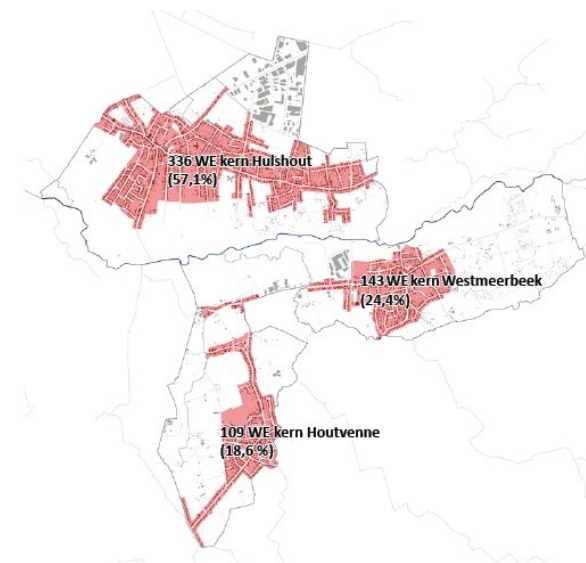 336 WE kern Hulshout
(57,1%)
143 WE kern Westmeerbeek
(24,4%)
109 WE kern Houtvenne
(18,6 %)